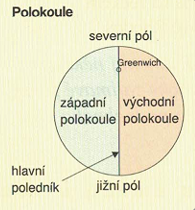 Polokoule
severní pól
Greenwich
západní
polokoule
východní
polokoule
hlavní
poledník
jižní pól